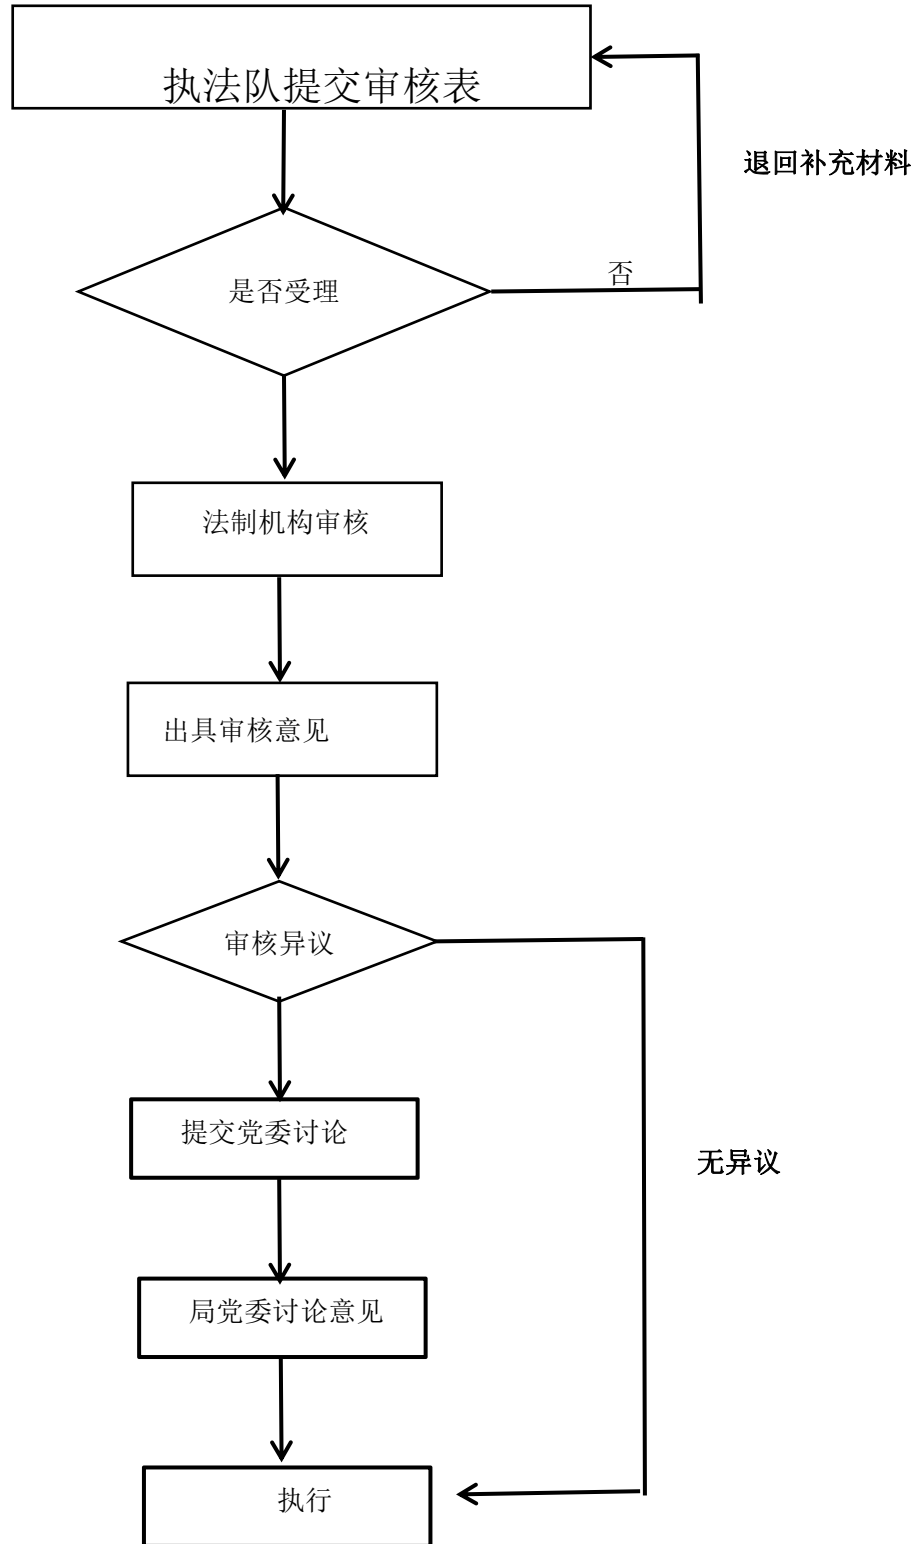 执法队提交审核表
退回补充材料
否
是否受理
法制机构审核
出具审核意见
审核异议
提交党委讨论
无异议
局党委讨论意见
执行